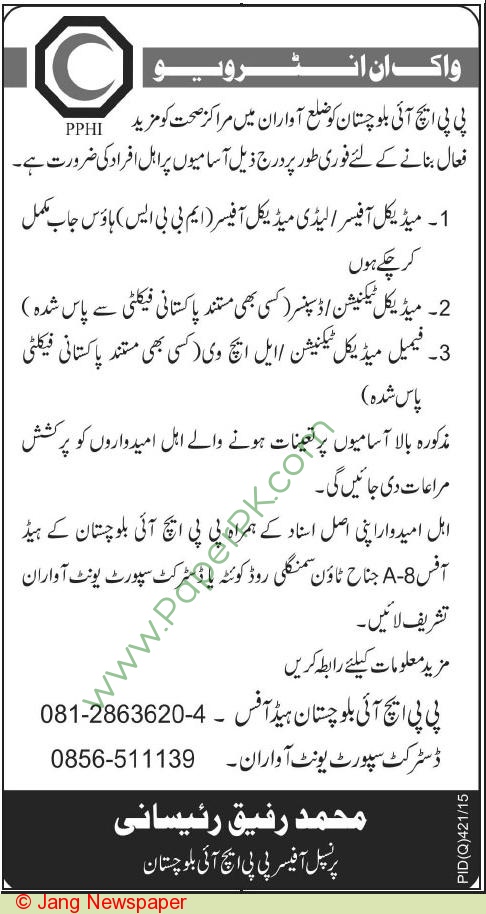 واک ان انٹرویو
PPHI
پی پی ایچ آئی بلوچستان کو ضلع آواران میں مراکز صحت کو مزید
فعال بنانے کے لئے فوری طور پر درج ذیل آسامیوں پر اہل افراد کی ضرورت ہے۔
1۔ میڈیکل آفیسر/لیڈی میڈیکل آفیسر (ایم بی بی ایس) ہاؤس جاب مکمل
کر چکے ہوں
2۔ میڈیکل ٹیکنیشن/ڈسپنسر (کسی بھی مستند پاکستانی فیکلٹی سے پاس شدہ)
3۔ فیمیل میڈیکل ٹیکنیشن /ایل ایچ وی (کسی بھی مستند پاکستانی فیکلٹی
پاس شدہ)
مذکورہ بالا آسامیوں پر تعینات ہونے والے اہل امیدواروں کو پرکشش
مراعات دی جائیں گی۔
اہل امیدوار اپنی اصل اسناد کے ہمراہ پی پی ایچ آئی بلوچستان کے ہیڈ
آفس A-8 جناح ٹاؤن سمنگلی روڈ کوئٹہ یا ڈسٹرکٹ سپورٹ یونٹ آواران
تشریف لائیں۔
مزید معلومات کیلئے رابطہ کریں
پی پی ایچ آئی بلوچستان ہیڈ آفس ۔ 081-2863620-4
ڈسٹرکٹ سپورٹ یونٹ آواران۔ 0856-511139
محمد رفیق رئیسانی
پرنسپل آفیسر پی پی ایچ آئی بلوچستان
PID(Q)421/15
www.PaperPK.com
© Jang Newspaper